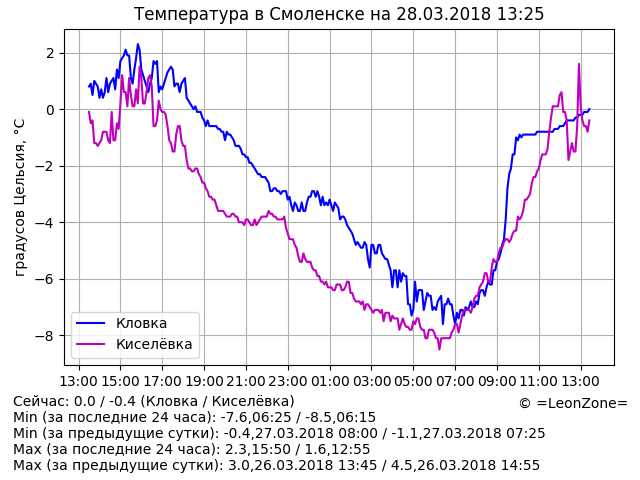 Температура в Смоленске на 28.03.2018 13:25
градусов Цельсия, °C
2
0
−2
−4
−6
−8
Кловка
Киселёвка
13:00 15:00 17:00 19:00 21:00 23:00 01:00 03:00 05:00 07:00 09:00 11:00 13:00
Сейчас: 0.0 / -0.4 (Кловка / Киселёвка)
© =LeonZone=
Min (за последние 24 часа): -7.6,06:25 / -8.5,06:15
Min (за предыдущие сутки): -0.4,27.03.2018 08:00 / -1.1,27.03.2018 07:25
Max (за последние 24 часа): 2.3,15:50 / 1.6,12:55
Max (за предыдущие сутки): 3.0,26.03.2018 13:45 / 4.5,26.03.2018 14:55